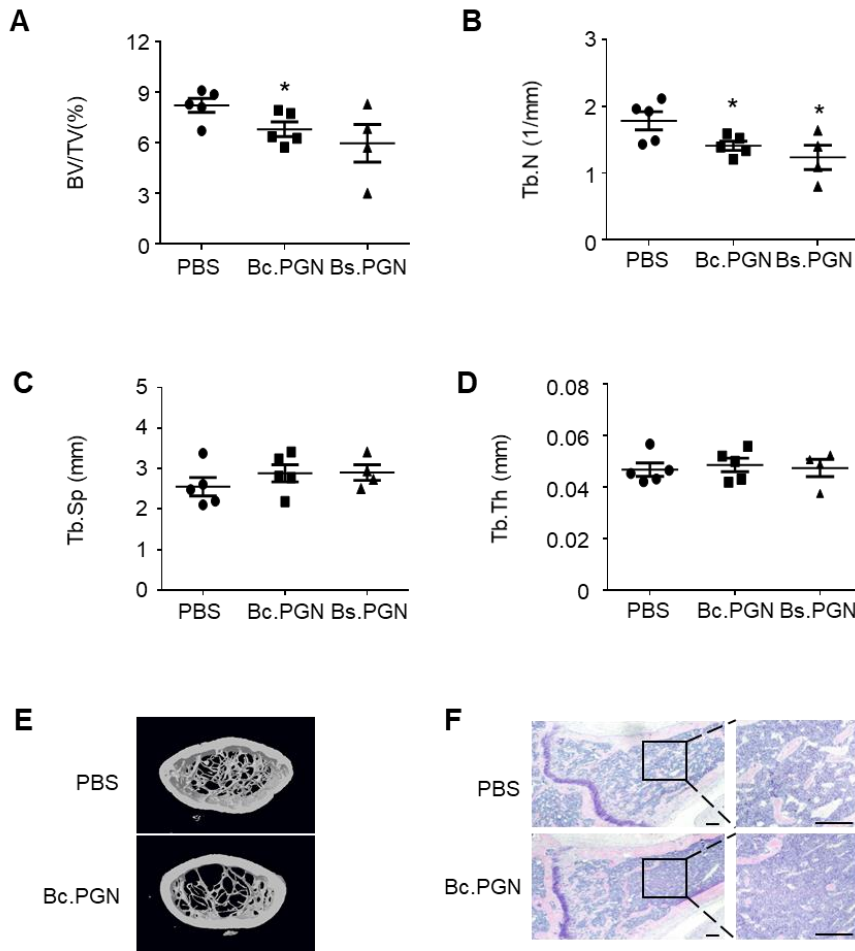 A
BV/TV(%)
12
9
6
3
0
*
PBS Bc.PGN Bs.PGN
B
Tb.N (1/mm)
3
2
1
0
* *
PBS Bc.PGN Bs.PGN
C
Tb.Sp (mm)
5
4
3
2
1
0
PBS Bc.PGN Bs.PGN
D
Tb.Th (mm)
0.08
0.06
0.04
0.02
0
PBS Bc.PGN Bs.PGN
E
PBS
Bc.PGN
F
PBS
Bc.PGN